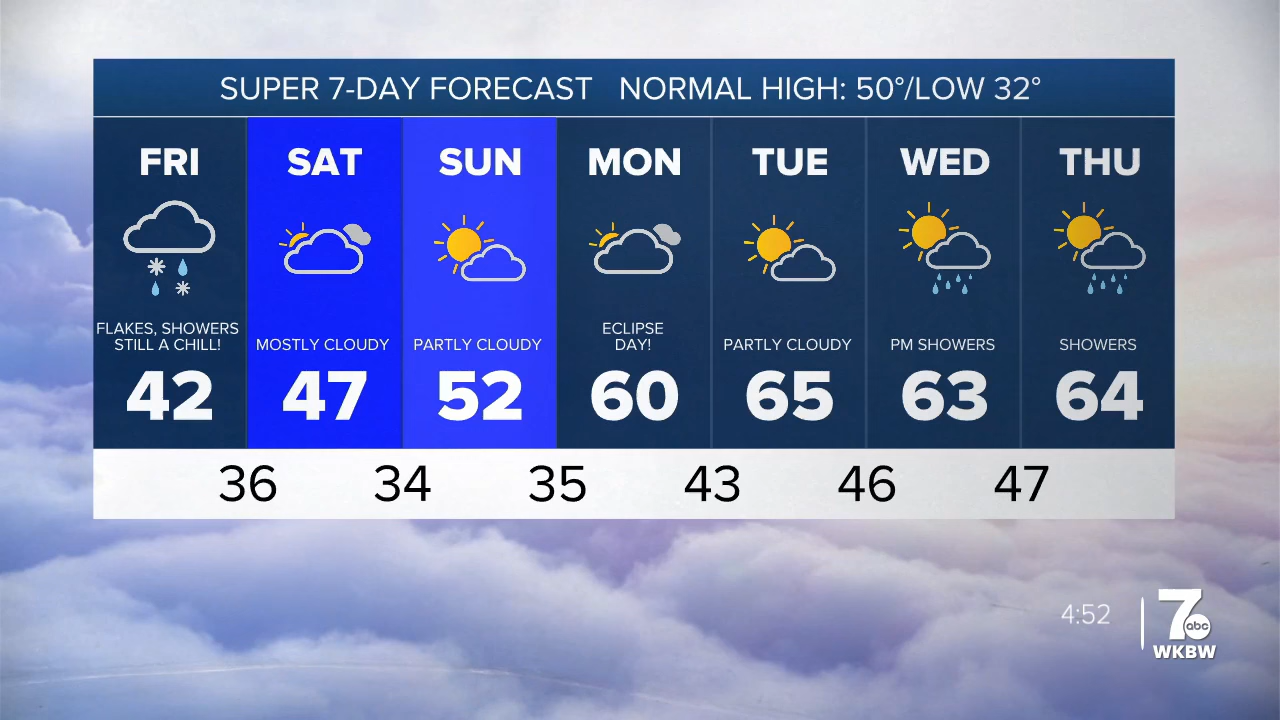 SUPER 7-DAY FORECAST NORMAL HIGH: 50°/LOW 32°
FRI SAT SUN MON TUE WED THU
FLAKES, SHOWERS
STILL A CHILL!
MOSTLY CLOUDY
PARTLY CLOUDY
ECLIPSE
DAY!
PARTLY CLOUDY
PM SHOWERS
SHOWERS
42 47 52 60 65 63 64
36 34 35 43 46 47
4:52
7
abc
WKBW